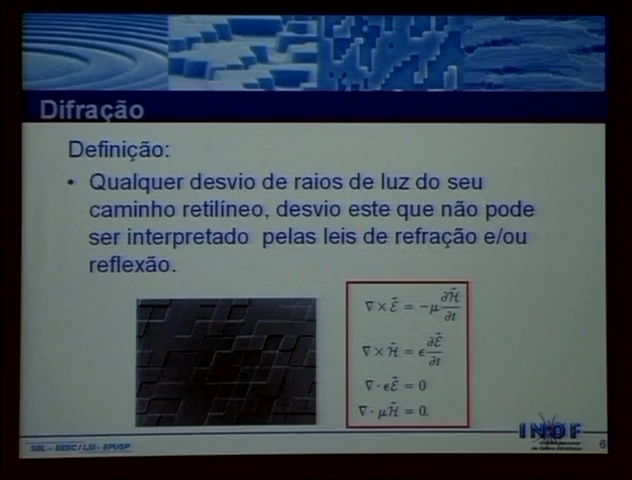 Difração
Definição:
• Qualquer desvio de raios de luz do seu
caminho retilíneo, desvio este que não pode
ser interpretado pelas leis de refração e/ou
reflexão.
∇ × ℰ⃗ = −μ ∂ℋ⃗/∂t
∇ × ℋ⃗ = ϵ ∂ℰ⃗/∂t
∇ · ϵℰ⃗ = 0
∇ · μℋ⃗ = 0.
INOF
SEL – EESC / LSI - EPUSP
6